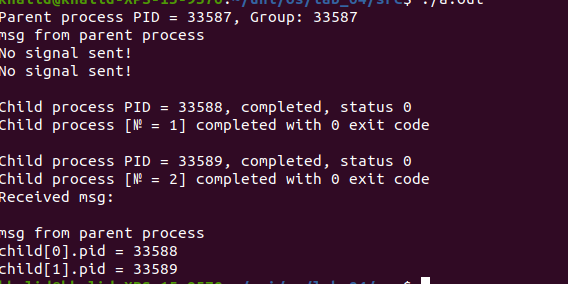 Parent process PID = 33587, Group: 33587
msg from parent process
No signal sent!
No signal sent!
Child process PID = 33588, completed, status 0
Child process [№ = 1] completed with 0 exit code
Child process PID = 33589, completed, status 0
Child process [№ = 2] completed with 0 exit code
Received msg:
msg from parent process
child[0].pid = 33588
child[1].pid = 33589